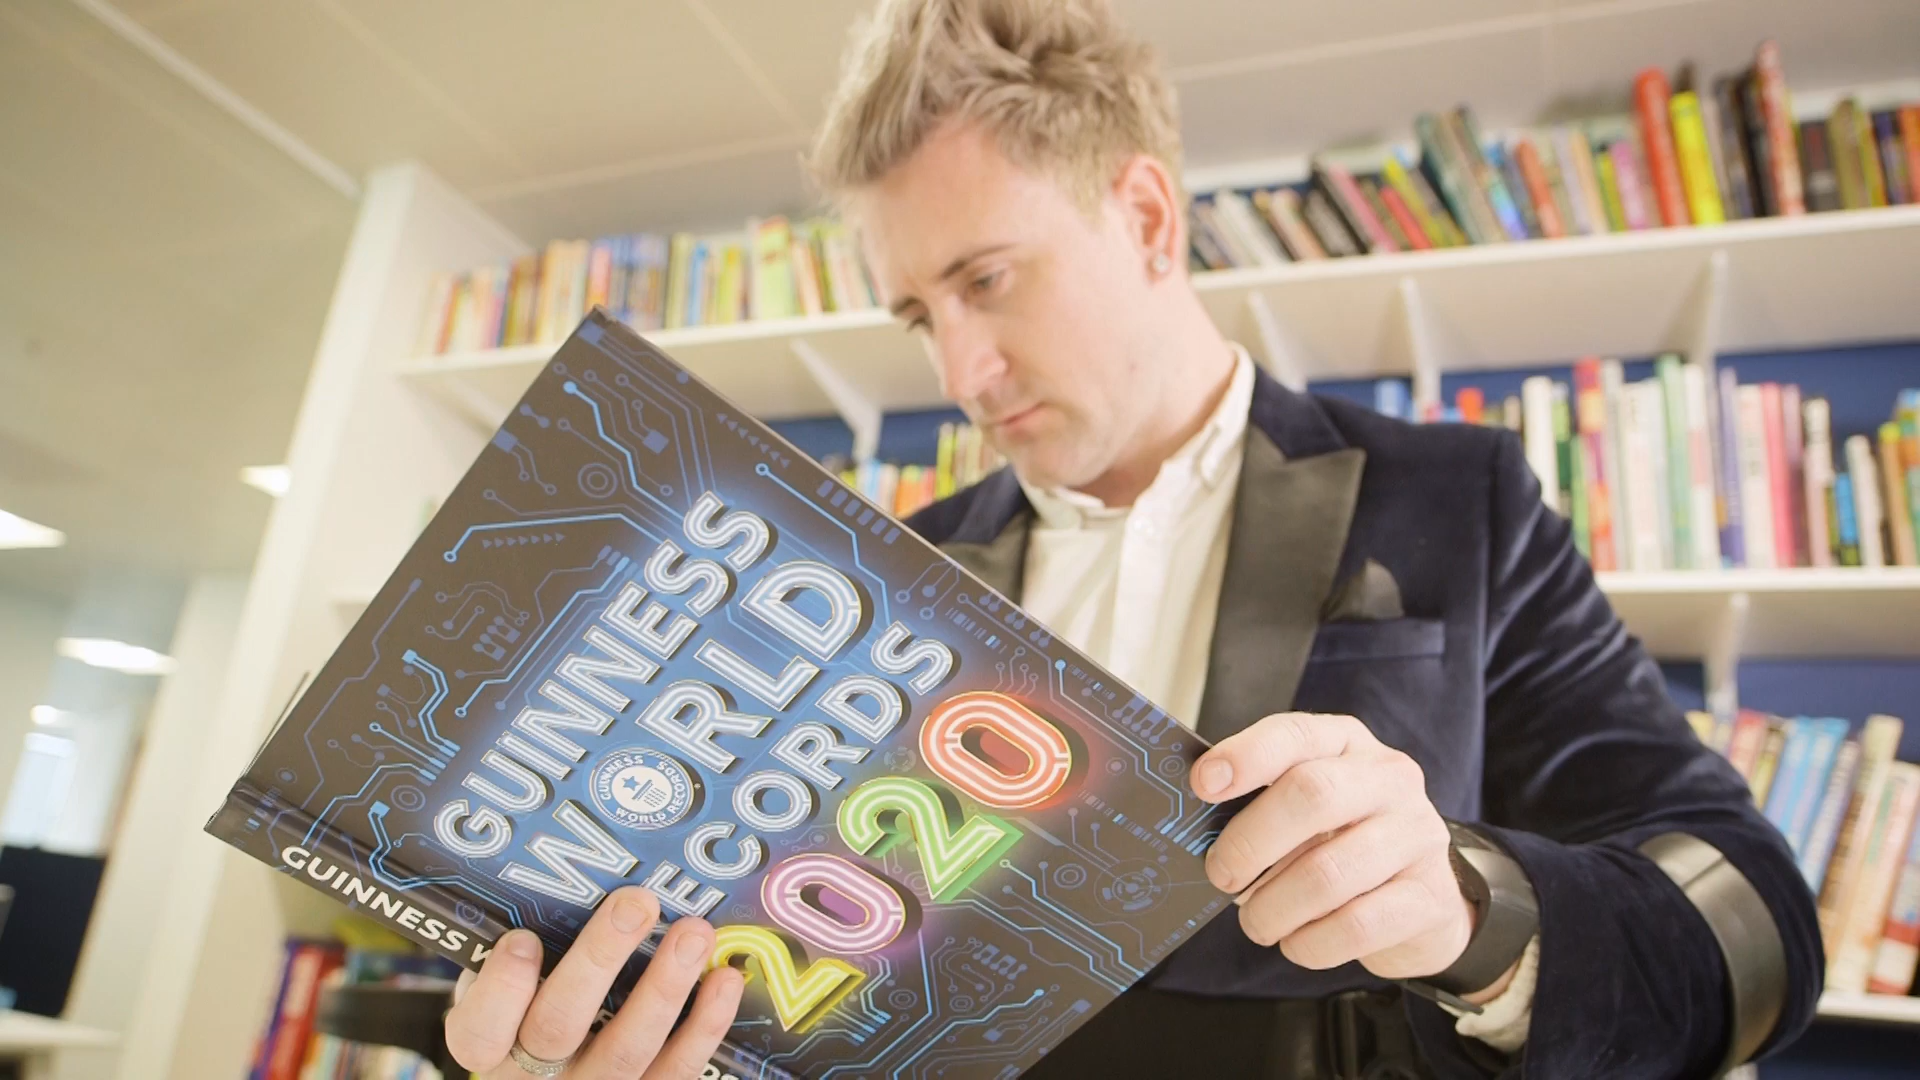 GUINNESS
WORLD
RECORDS
2020
GUINNESS WORLD RECORDS
GUINNESS